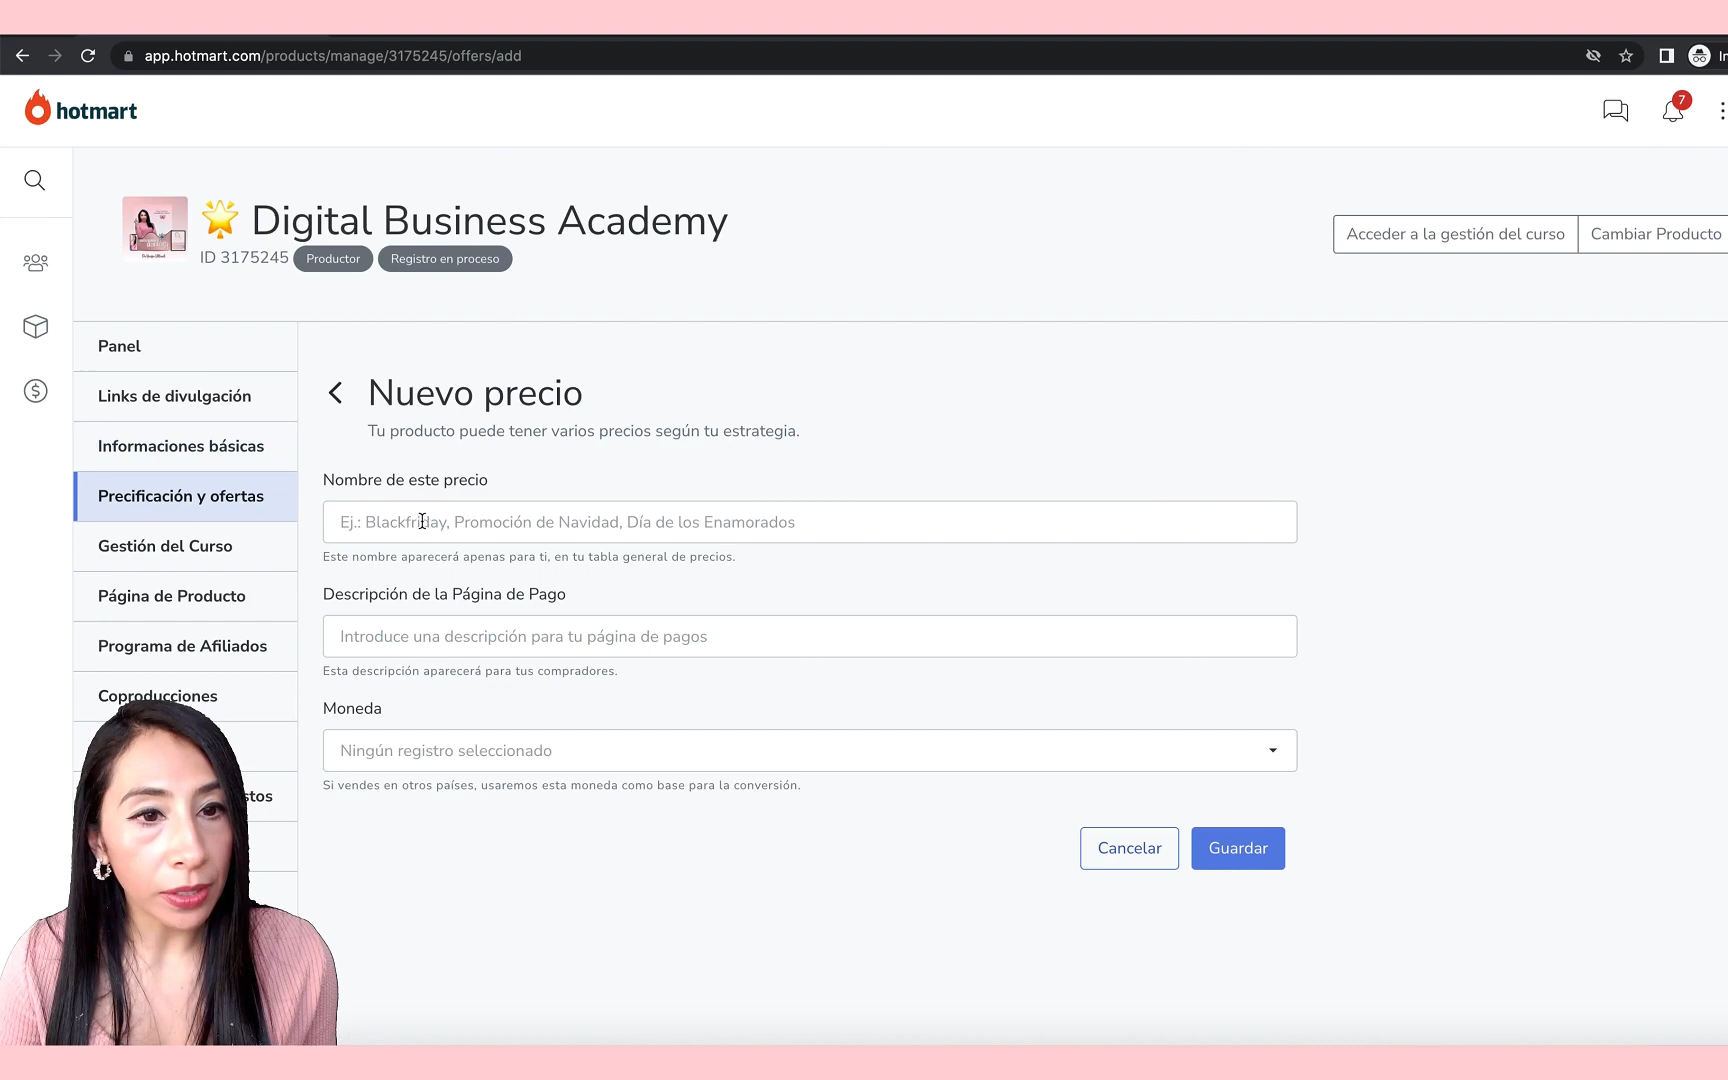 app.hotmart.com/products/manage/3175245/offers/add
hotmart
7
Digital Business Academy
ID 3175245 Productor Registro en proceso
Acceder a la gestión del curso Cambiar Producto
Panel
Links de divulgación
Informaciones básicas
Precificación y ofertas
Gestión del Curso
Página de Producto
Programa de Afiliados
Coproducciones
Nuevo precio
Tu producto puede tener varios precios según tu estrategia.
Nombre de este precio
Ej.: Blackfriday, Promoción de Navidad, Día de los Enamorados
Este nombre aparecerá apenas para ti, en tu tabla general de precios.
Descripción de la Página de Pago
Introduce una descripción para tu página de pagos
Esta descripción aparecerá para tus compradores.
Moneda
Ningún registro seleccionado
Si vendes en otros países, usaremos esta moneda como base para la conversión.
Cancelar Guardar